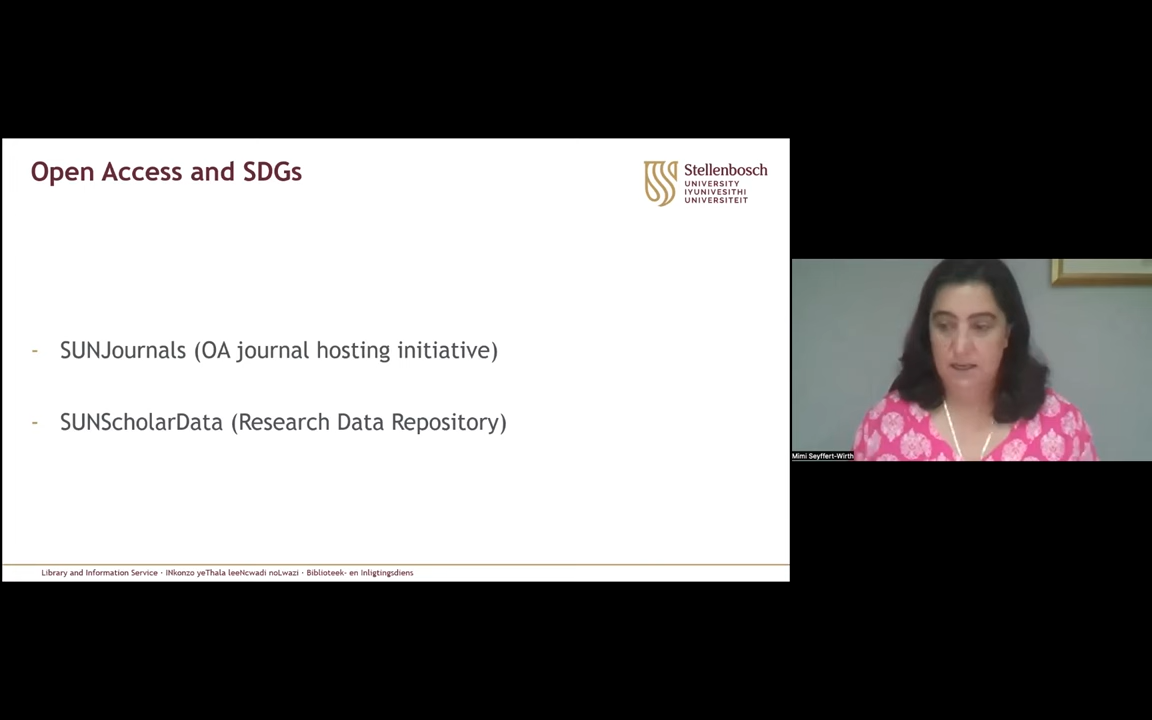 Open Access and SDGs
Stellenbosch
UNIVERSITY
IYUNIVESITHI
UNIVERSITEIT
- SUNJournals (OA journal hosting initiative)
- SUNScholarData (Research Data Repository)
Mimi Seyffert-Wirth
Library and Information Service · INkonzo yeThala leeNcwadi noLwazi · Biblioteek- en Inligtingsdiens